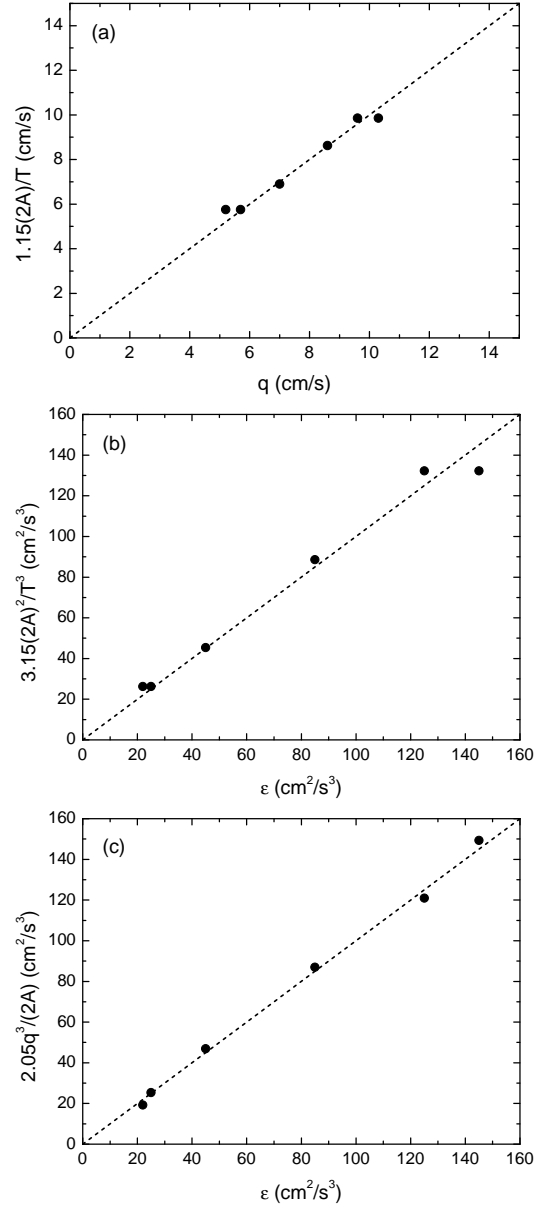 (a)
1.15(2A)/T (cm/s)
14
12
10
8
6
4
2
0
0 2 4 6 8 10 12 14
q (cm/s)
(b)
3.15(2A)²/T³ (cm²/s³)
160
140
120
100
80
60
40
20
0
0 20 40 60 80 100 120 140 160
ε (cm²/s³)
(c)
2.05q³/(2A) (cm²/s³)
160
140
120
100
80
60
40
20
0
0 20 40 60 80 100 120 140 160
ε (cm²/s³)